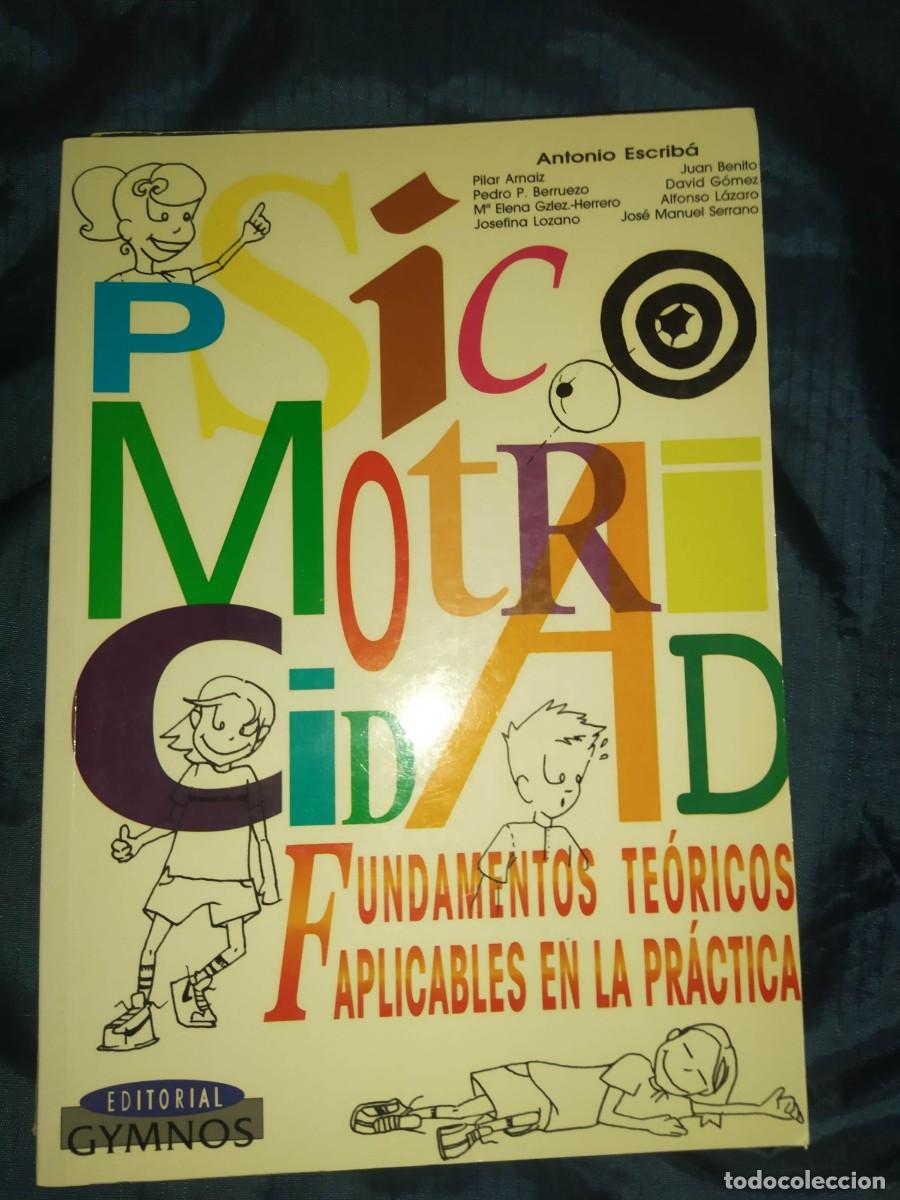 Antonio Escribá
Pilar Arnaiz
Pedro P. Berruezo
Mª Elena Gzlez.-Herrero
Josefina Lozano
Juan Benito
David Gómez
Alfonso Lázaro
José Manuel Serrano
PSiCO
MOtRi
CiDAD
FUNDAMENTOS TEÓRICOS
APLICABLES EN LA PRÁCTICA
EDITORIAL
GYMNOS
todocoleccion